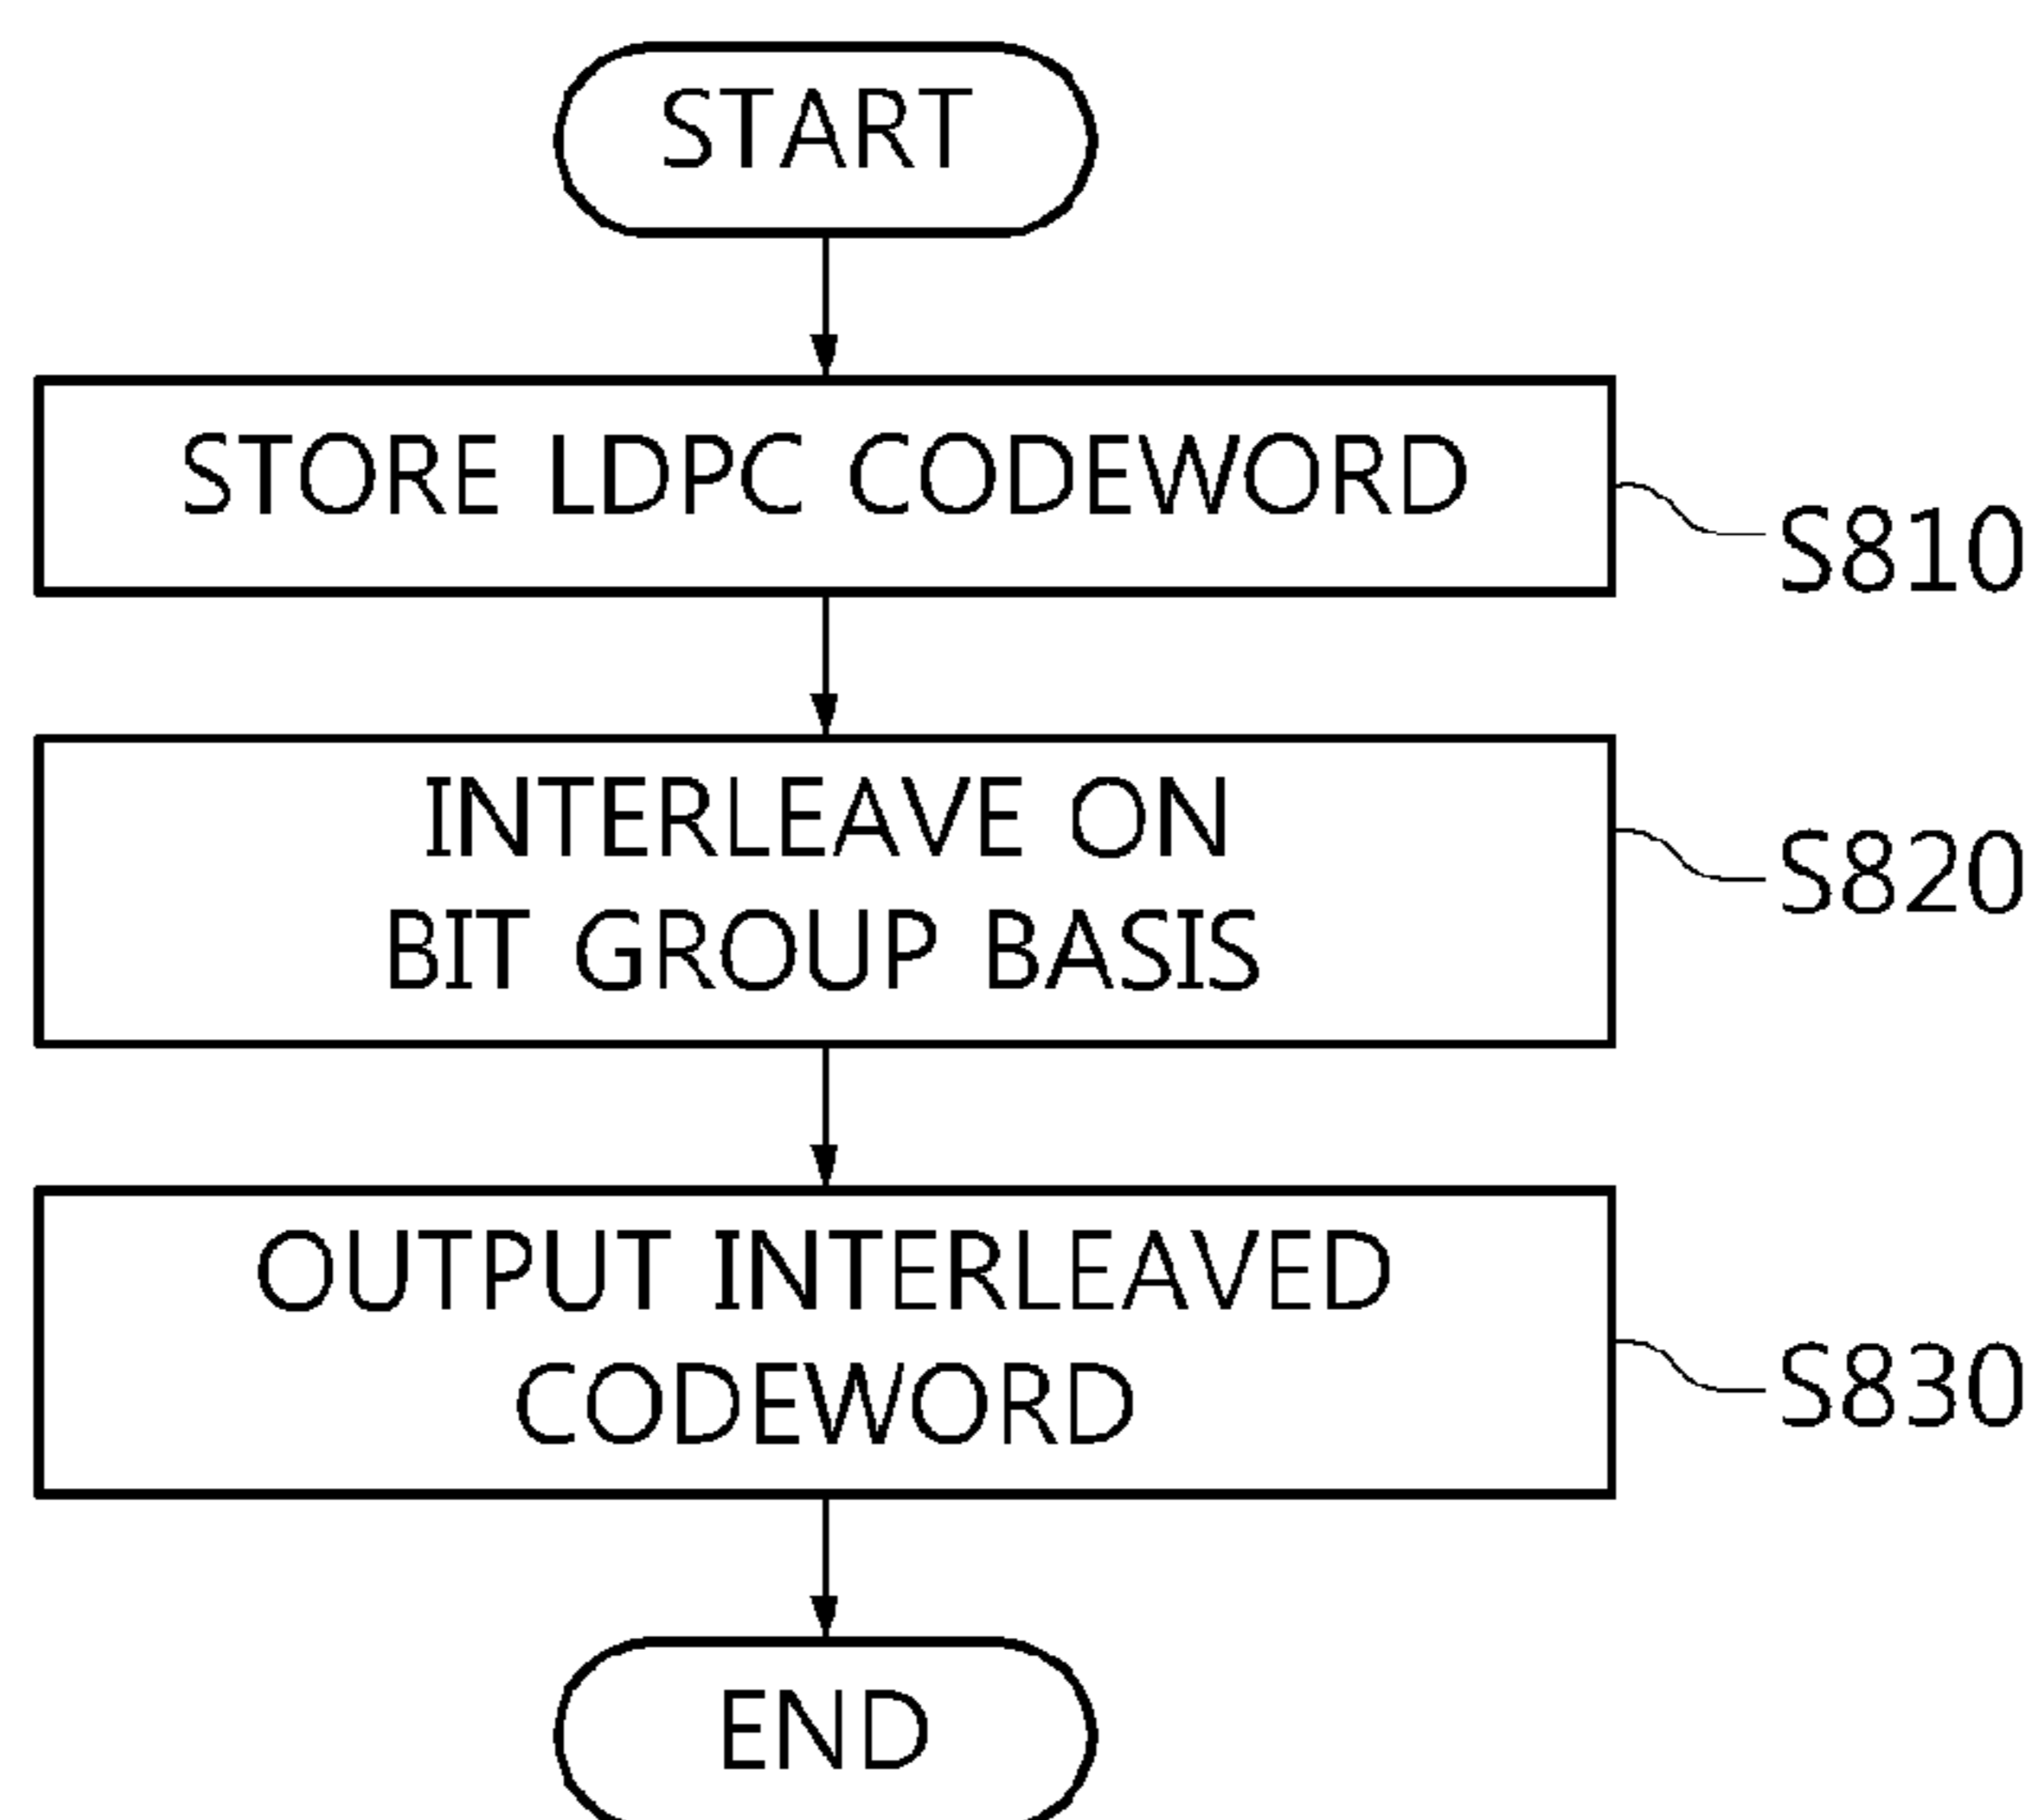 START
STORE LDPC CODEWORD
S810
INTERLEAVE ON
BIT GROUP BASIS
S820
OUTPUT INTERLEAVED
CODEWORD
S830
END